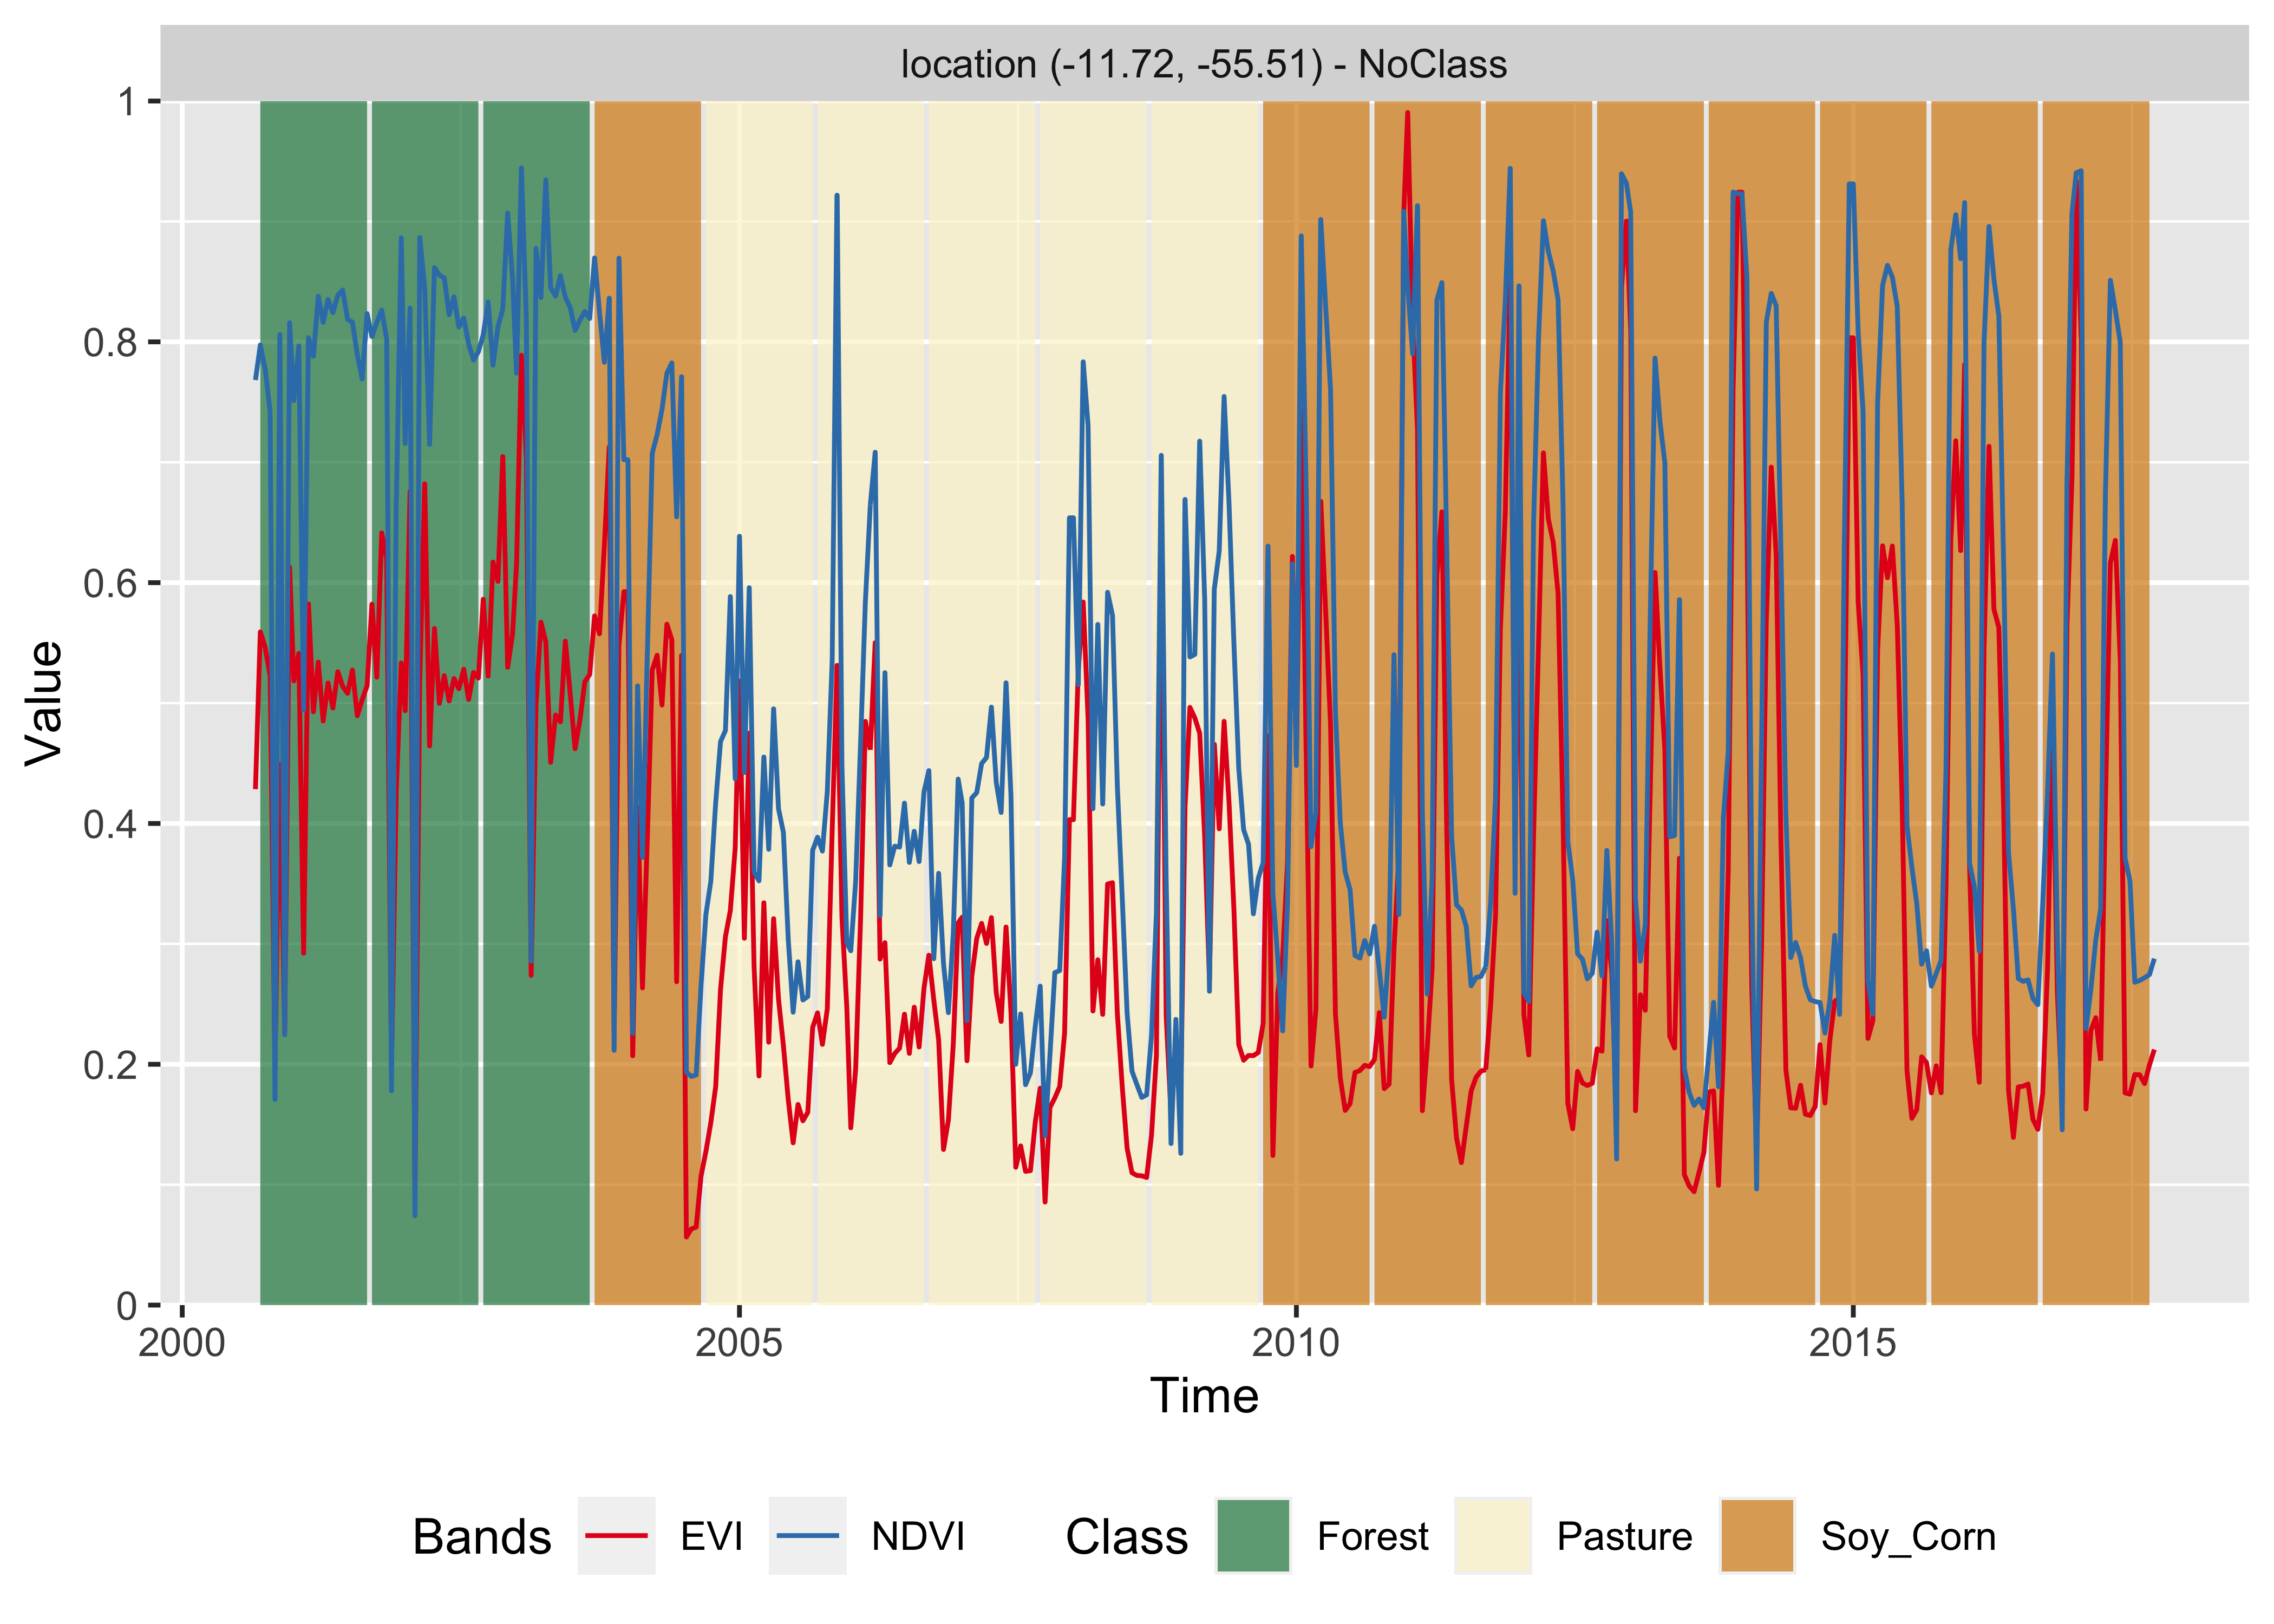 location (-11.72, -55.51) - NoClass
1
0.8
0.6
0.4
0.2
0
Value
2000 2005 2010 2015
Time
Bands EVI NDVI Class Forest Pasture Soy_Corn